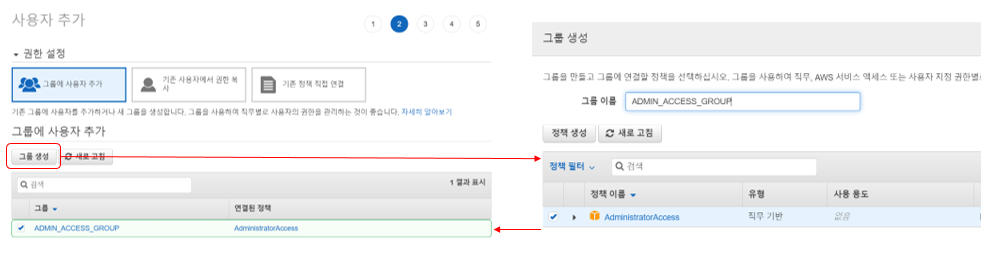 사용자 추가
1 2 3 4 5
권한 설정
그룹에 사용자 추가
기존 사용자에서 권한 복
사
기존 정책 직접 연결
기존 그룹에 사용자를 추가하거나 새 그룹을 생성합니다. 그룹을 사용하여 직무별로 사용자의 권한을 관리하는 것이 좋습니다. 자세히 알아보기
그룹에 사용자 추가
그룹 생성
새로 고침
검색
1 결과 표시
그룹
연결된 정책
ADMIN_ACCESS_GROUP
AdministratorAccess
그룹 생성
그룹을 만들고 그룹에 연결할 정책을 선택하십시오. 그룹을 사용하여 직무, AWS 서비스 액세스 또는 사용자 지정 권한별로
그룹 이름
ADMIN_ACCESS_GROUP
정책 생성
새로 고침
정책 필터
검색
정책 이름
유형
사용 용도
AdministratorAccess
직무 기반
없음